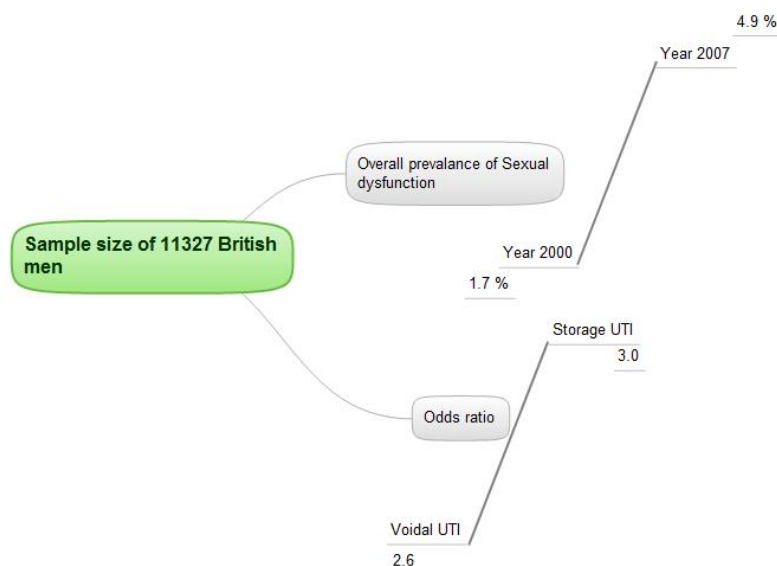 4.9 %
Year 2007
Overall prevalance of Sexual
dysfunction
Sample size of 11327 British
men
Year 2000
1.7 %
Storage UTI
3.0
Odds ratio
Voidal UTI
2.6